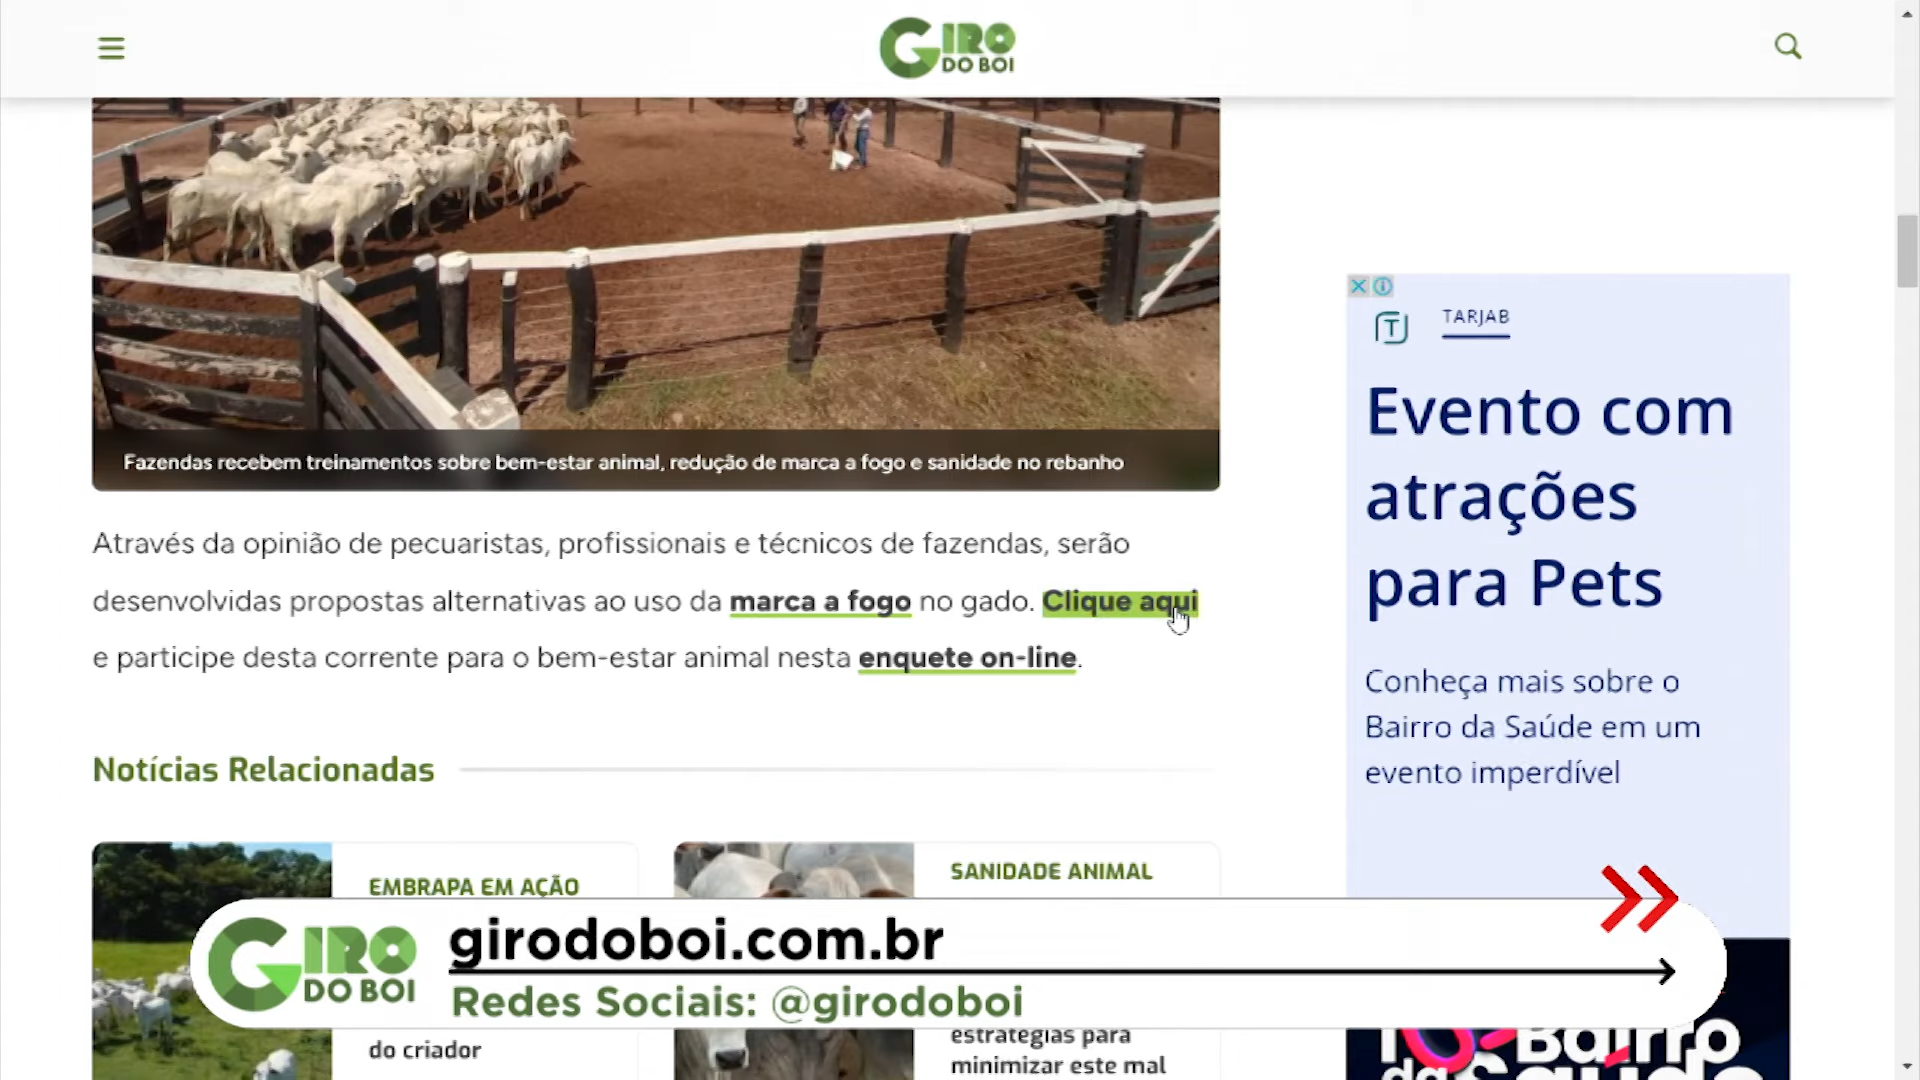 GIRO
DO BOI
Fazendas recebem treinamentos sobre bem-estar animal, redução de marca a fogo e sanidade no rebanho
Através da opinião de pecuaristas, profissionais e técnicos de fazendas, serão
desenvolvidas propostas alternativas ao uso da marca a fogo no gado. Clique aqui
e participe desta corrente para o bem-estar animal nesta enquete on-line.
Notícias Relacionadas
EMBRAPA EM AÇÃO
do criador
SANIDADE ANIMAL
estratégias para
minimizar este mal
TARJAB
Evento com
atrações
para Pets
Conheça mais sobre o
Bairro da Saúde em um
evento imperdível
Bairro
da Saúde
GIRO
DO BOI
girodoboi.com.br
Redes Sociais: @girodoboi